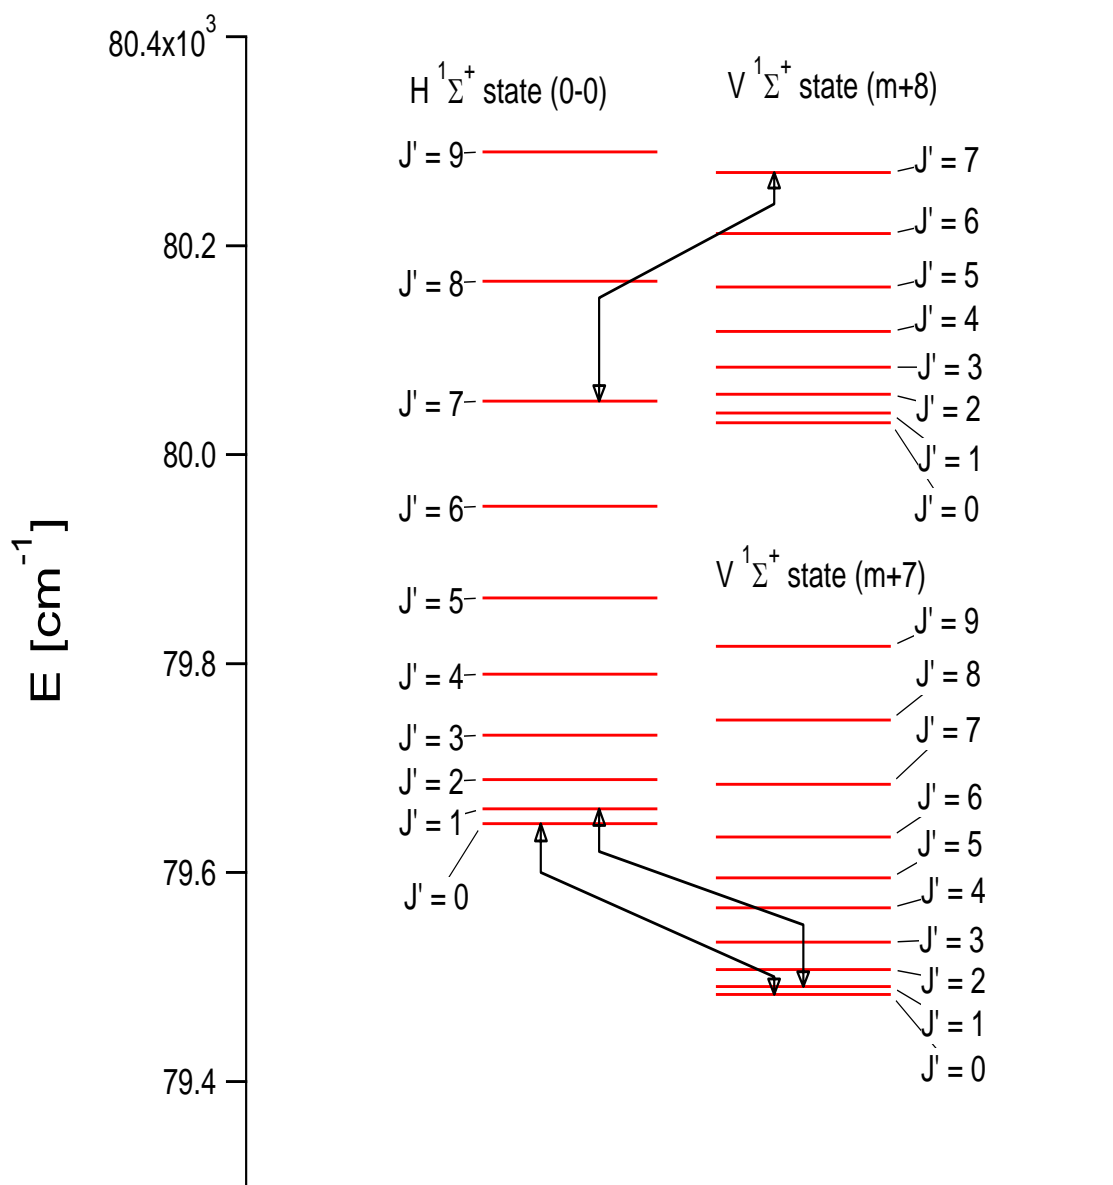 80.4x10³
80.2
80.0
79.8
79.6
79.4
E [cm⁻¹]
H ¹Σ⁺ state (0-0)
J' = 9
J' = 8
J' = 7
J' = 6
J' = 5
J' = 4
J' = 3
J' = 2
J' = 1
J' = 0
V ¹Σ⁺ state (m+8)
J' = 7
J' = 6
J' = 5
J' = 4
J' = 3
J' = 2
J' = 1
J' = 0
V ¹Σ⁺ state (m+7)
J' = 9
J' = 8
J' = 7
J' = 6
J' = 5
J' = 4
J' = 3
J' = 2
J' = 1
J' = 0